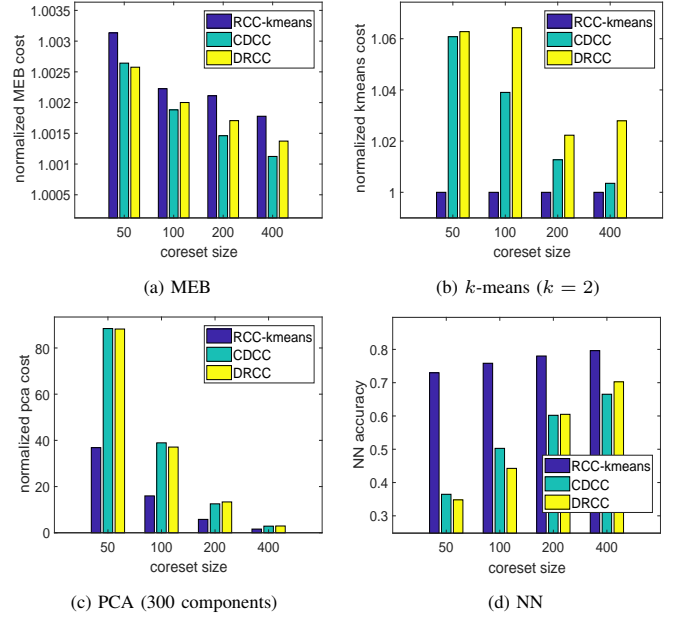 normalized MEB cost
1.0035
1.003
1.0025
1.002
1.0015
1.001
1.0005
RCC-kmeans
CDCC
DRCC
50 100 200 400
coreset size
(a) MEB
normalized kmeans cost
1.06
1.04
1.02
1
RCC-kmeans
CDCC
DRCC
50 100 200 400
coreset size
(b) k-means (k = 2)
normalized pca cost
80
60
40
20
0
RCC-kmeans
CDCC
DRCC
50 100 200 400
coreset size
(c) PCA (300 components)
NN accuracy
0.8
0.7
0.6
0.5
0.4
0.3
RCC-kmeans
CDCC
DRCC
50 100 200 400
coreset size
(d) NN